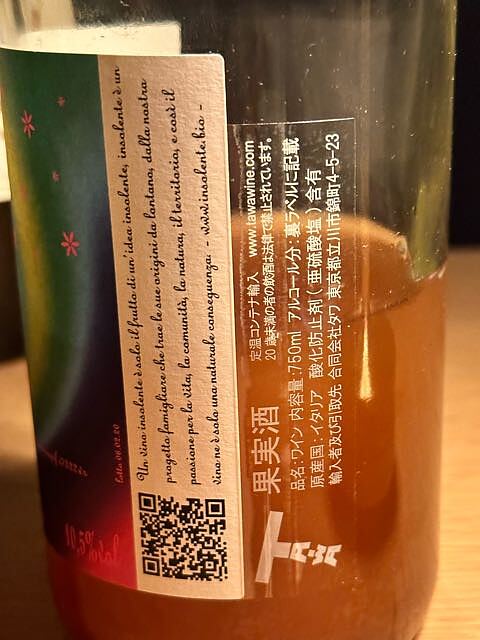 Un vino insolente è solo il frutto di un'idea insolente, insolente è un
progetto famigliare che trae le sue origini da lontano, dalla nostra
passione per la vita, la comunità, la natura, il territorio, e così il
vino ne è solo una naturale conseguenza. - www.insolente.bio -
Lotto 06.02.20
10,5%
定温コンテナ輸入 www.tawawine.com
20歳未満の者の飲酒は法律で禁止されています。
果実酒
品名:ワイン 内容量:750ml アルコール分:裏ラベルに記載
原産国:イタリア 酸化防止剤(亜硫酸塩)含有
輸入者及び引取先 合同会社タワ 東京都立川市錦町4-5-23
TAWA